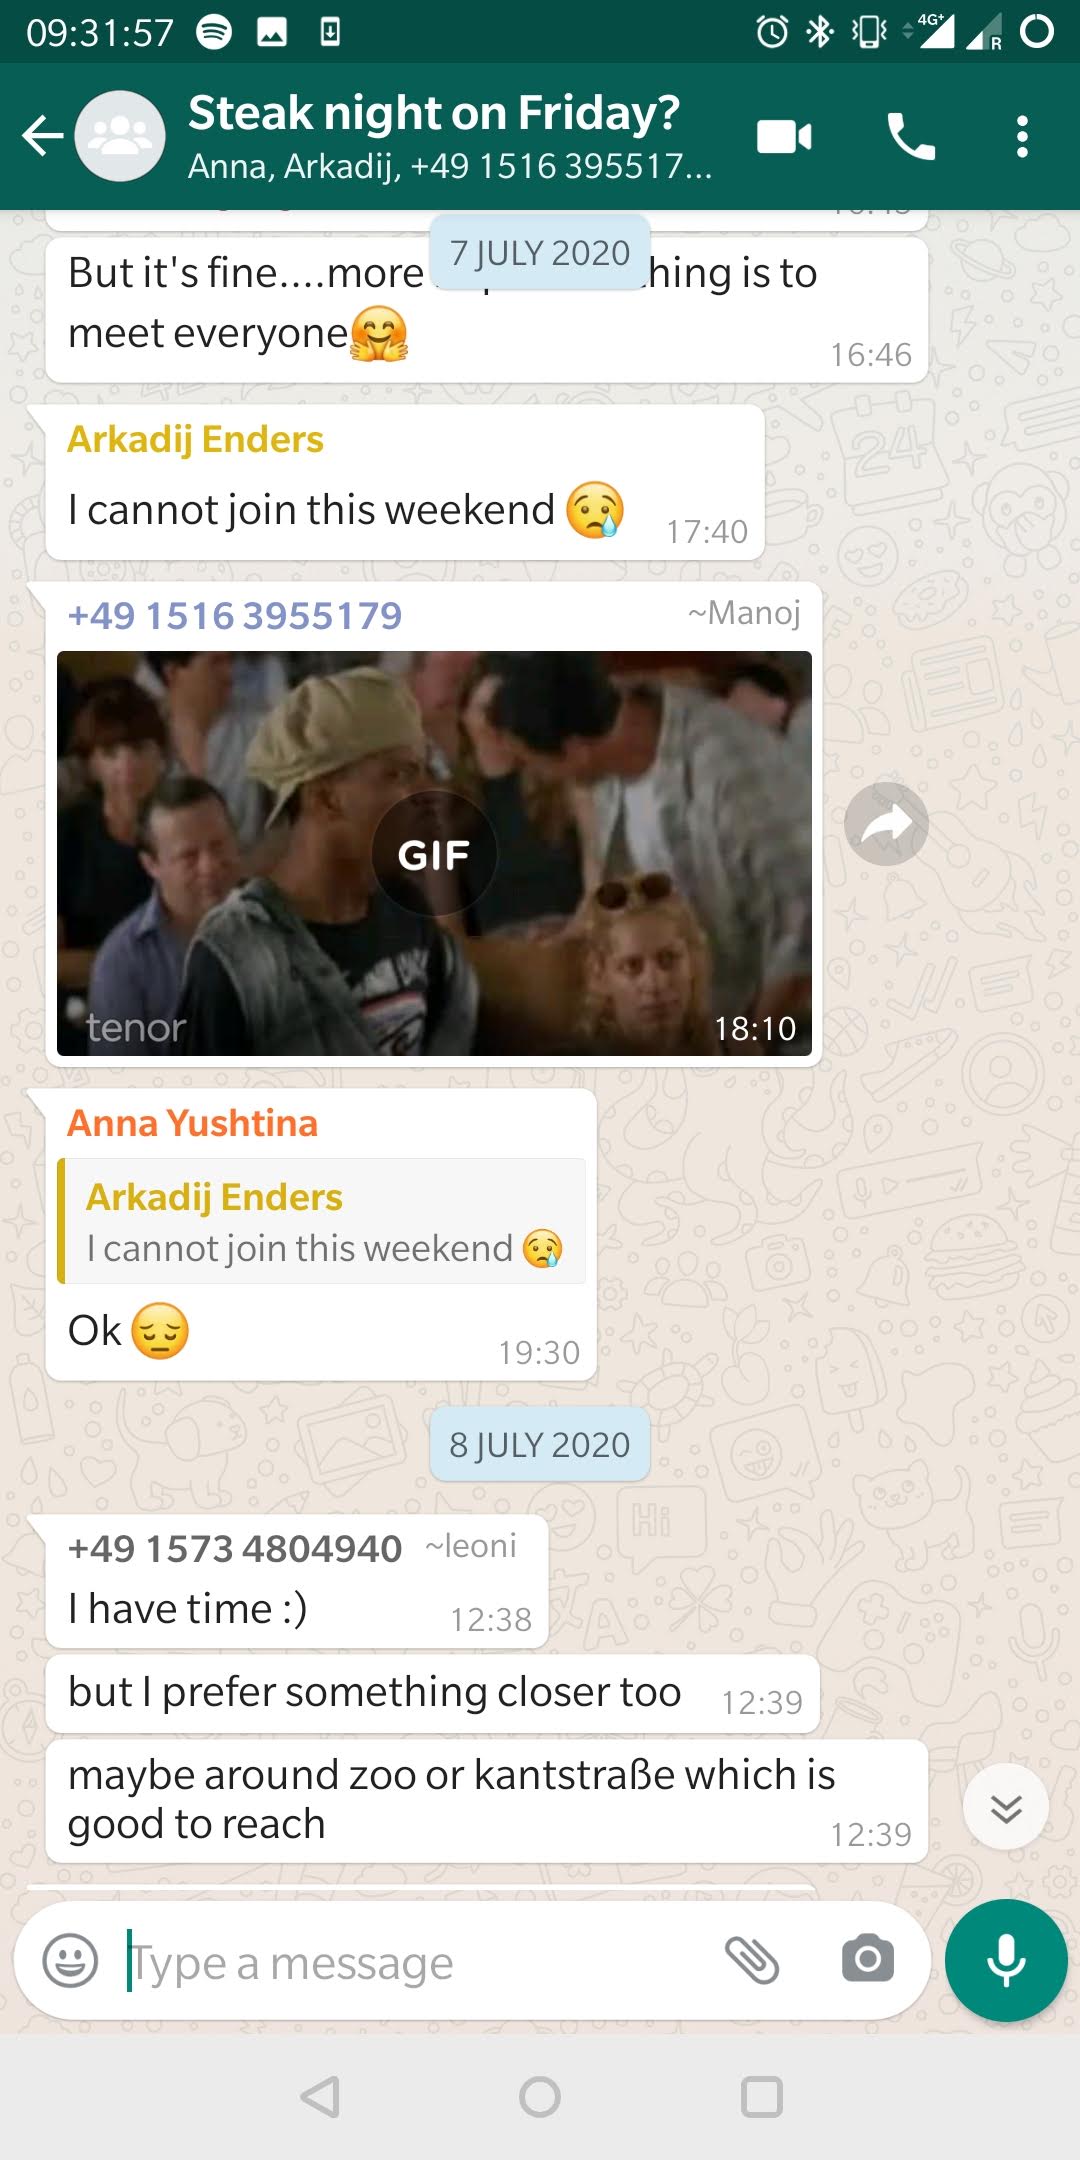 09:31:57
4G+
R
Steak night on Friday?
Anna, Arkadij, +49 1516 395517...
7 JULY 2020
But it's fine....more hing is to
meet everyone🤗
16:46
Arkadij Enders
I cannot join this weekend 😢
17:40
+49 1516 3955179 ~Manoj
GIF
tenor
18:10
Anna Yushtina
Arkadij Enders
I cannot join this weekend 😢
Ok 😔
19:30
8 JULY 2020
+49 1573 4804940 ~leoni
I have time :)
12:38
but I prefer something closer too 12:39
maybe around zoo or kantstraße which is
good to reach
12:39
Type a message